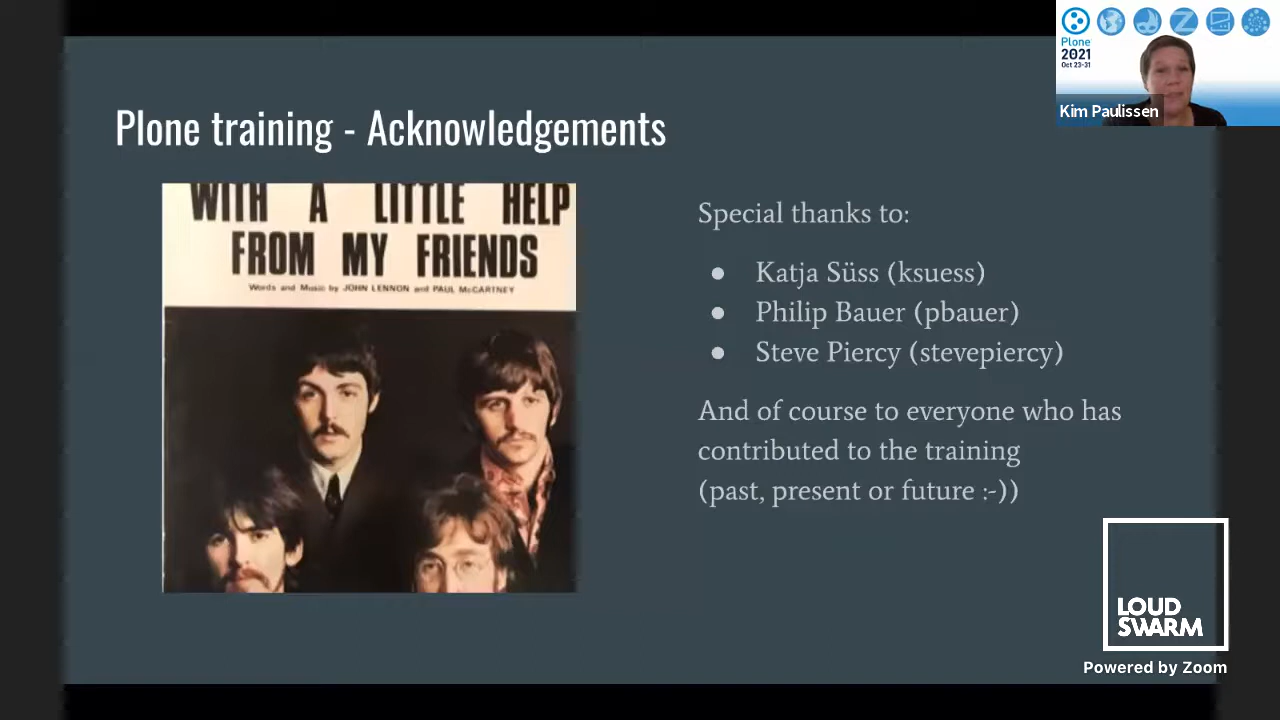 Plone
2021
Oct 23-31
Kim Paulissen
Plone training - Acknowledgements
WITH A LITTLE HELP
FROM MY FRIENDS
Words and Music by JOHN LENNON and PAUL McCARTNEY
Special thanks to:
● Katja Süss (ksuess)
● Philip Bauer (pbauer)
● Steve Piercy (stevepiercy)
And of course to everyone who has
contributed to the training
(past, present or future :-))
LOUD
SWARM
Powered by Zoom